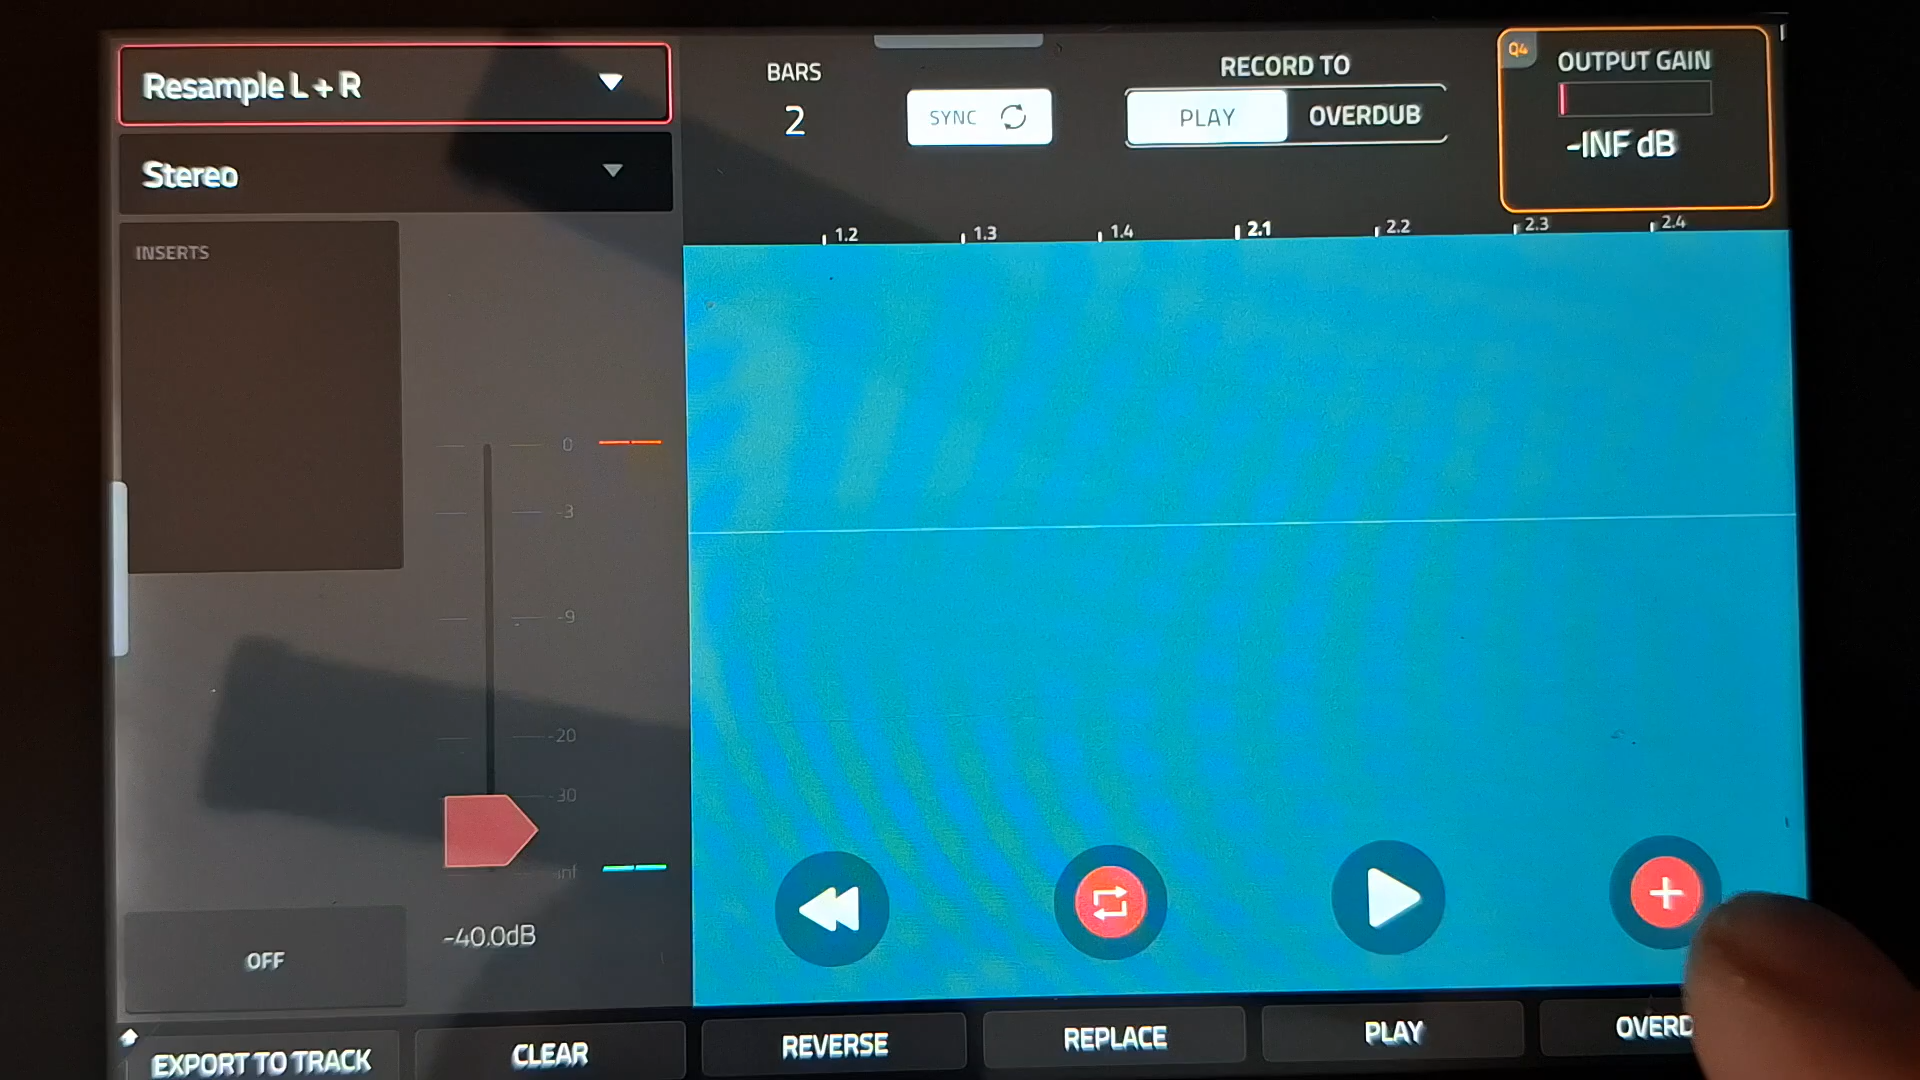 Resample L + R
Stereo
INSERTS
0
-3
-9
-20
-30
-inf
-40.0dB
OFF
BARS
2
SYNC
RECORD TO
PLAY
OVERDUB
Q4
OUTPUT GAIN
-INF dB
1.2
1.3
1.4
2.1
2.2
2.3
2.4
EXPORT TO TRACK
CLEAR
REVERSE
REPLACE
PLAY
OVERD